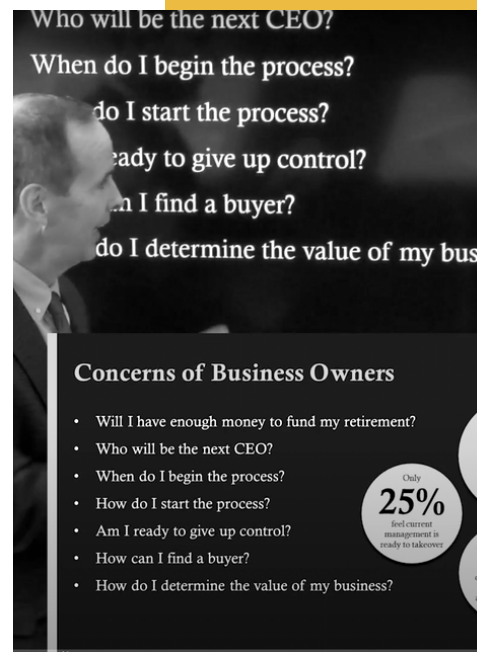 Who will be the next CEO?
When do I begin the process?
do I start the process?
eady to give up control?
I find a buyer?
do I determine the value of my bus
Concerns of Business Owners
• Will I have enough money to fund my retirement?
• Who will be the next CEO?
• When do I begin the process?
• How do I start the process?
• Am I ready to give up control?
• How can I find a buyer?
• How do I determine the value of my business?
Only
25%
feel current
management is
ready to takeover